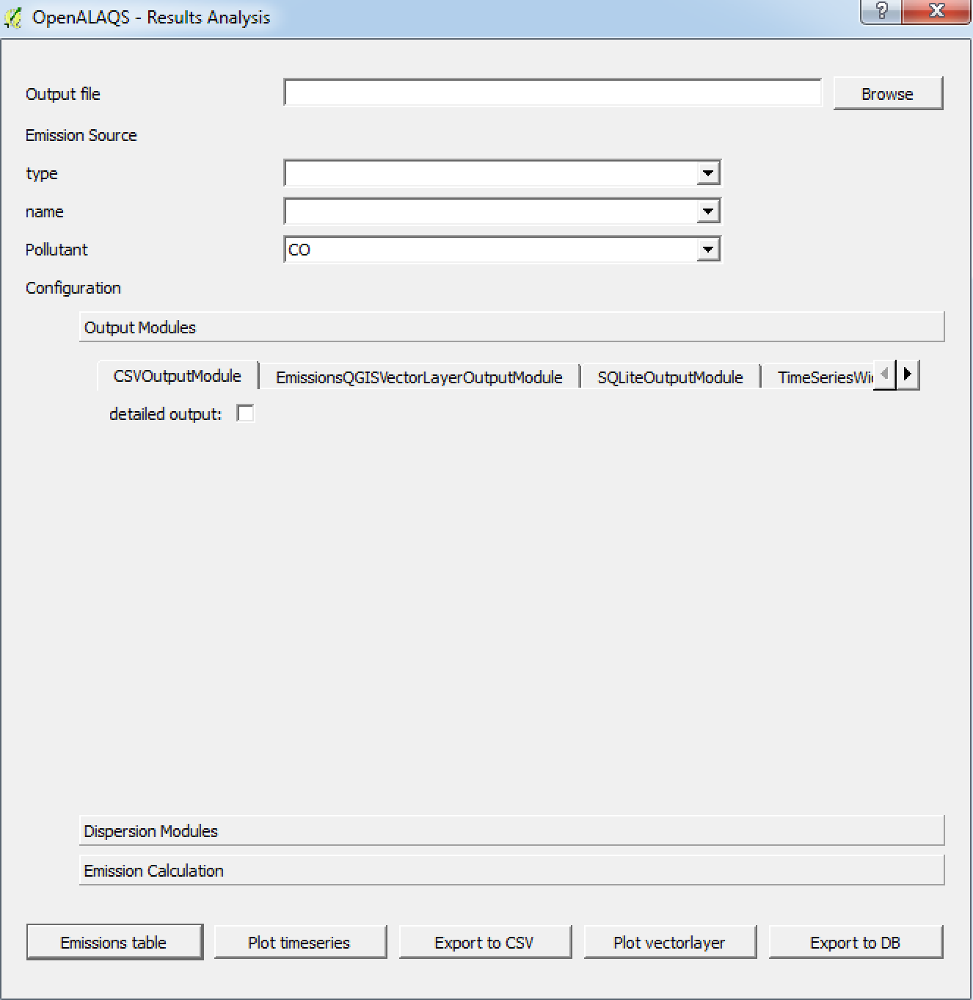 OpenALAQS - Results Analysis
?
Output file
Browse
Emission Source
type
name
Pollutant
CO
Configuration
Output Modules
CSVOutputModule
EmissionsQGISVectorLayerOutputModule
SQLiteOutputModule
TimeSeriesWi
detailed output:
Dispersion Modules
Emission Calculation
Emissions table
Plot timeseries
Export to CSV
Plot vectorlayer
Export to DB